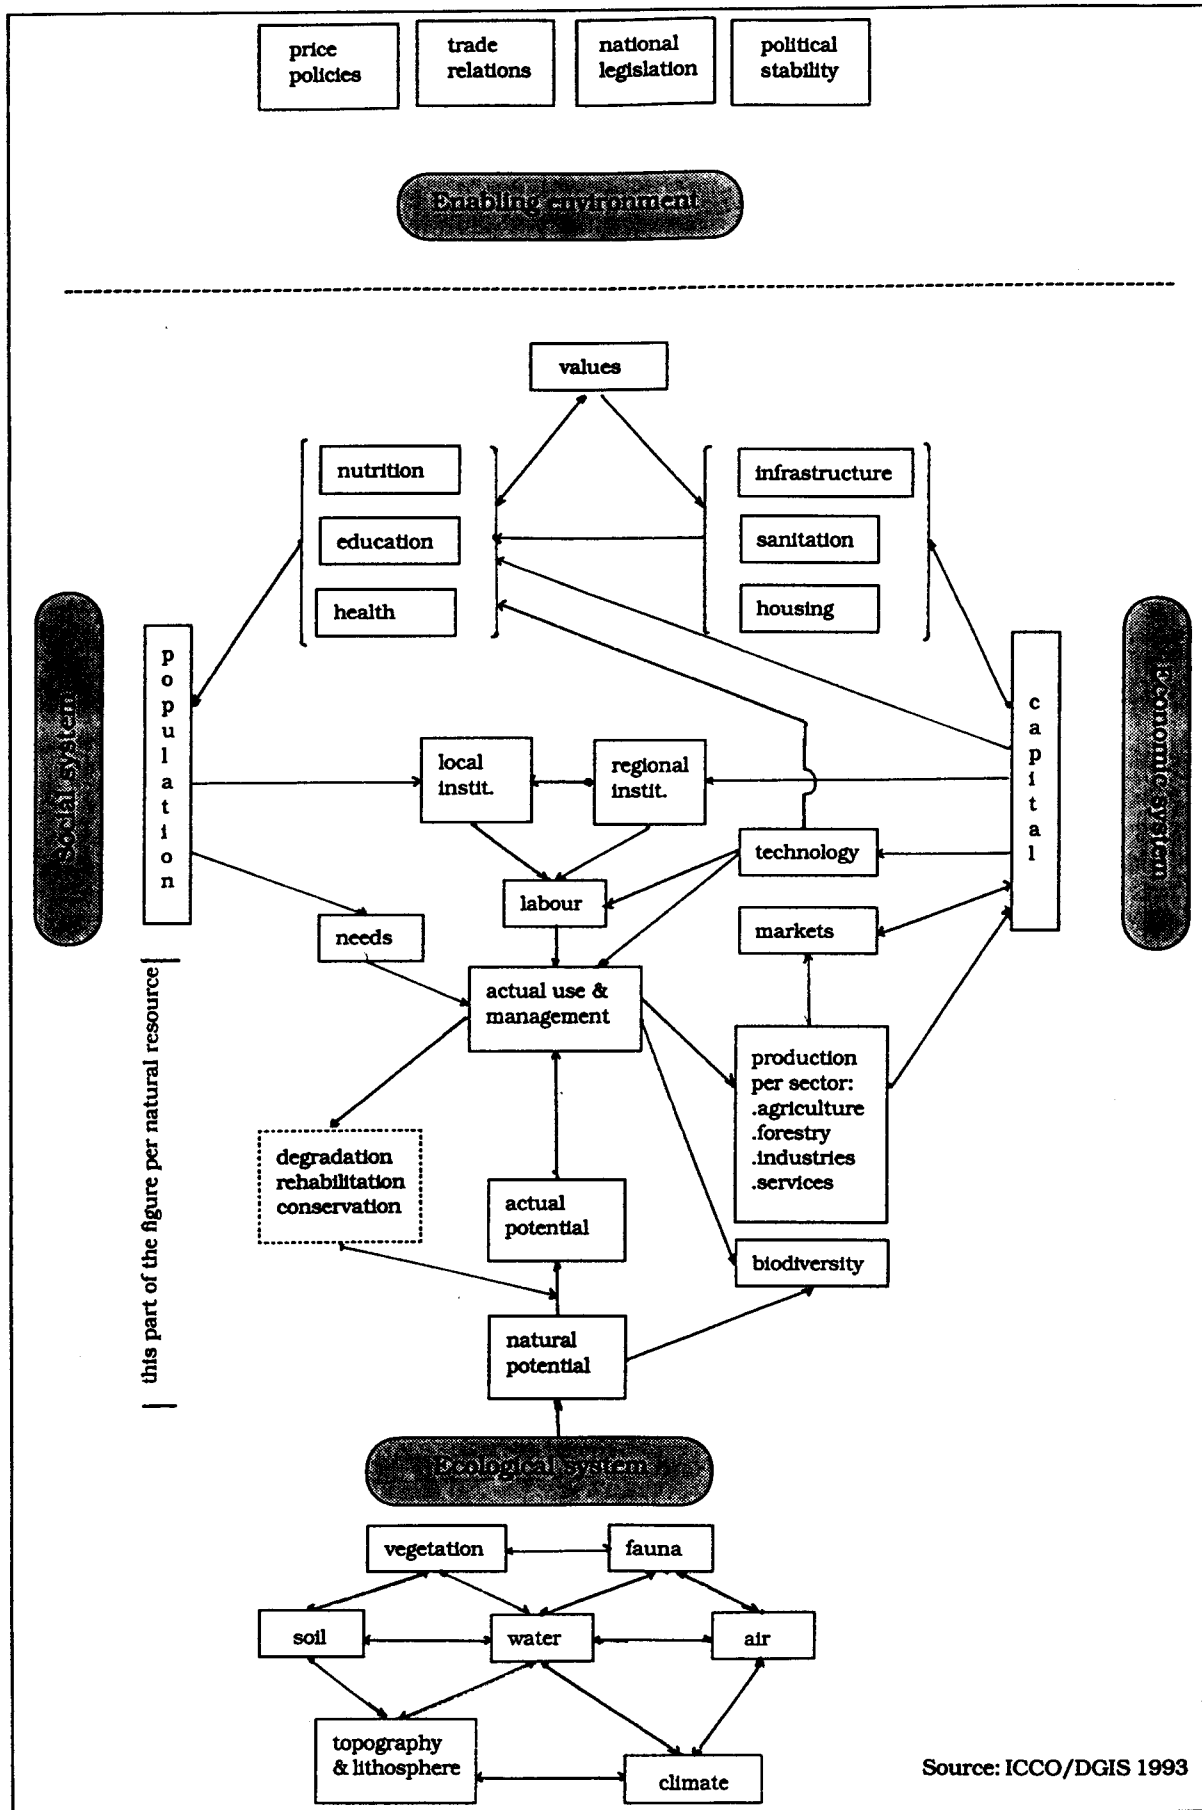 price
policies
trade
relations
national
legislation
political
stability
Enabling environment
values
nutrition
education
health
infrastructure
sanitation
housing
Social system
population
capital
Economic system
local
instit.
regional
instit.
technology
labour
markets
needs
actual use &
management
this part of the figure per natural resource
production
per sector:
.agriculture
.forestry
.industries
.services
degradation
rehabilitation
conservation
actual
potential
biodiversity
natural
potential
Ecological system
vegetation
fauna
soil
water
air
topography
& lithosphere
climate
Source: ICCO/DGIS 1993